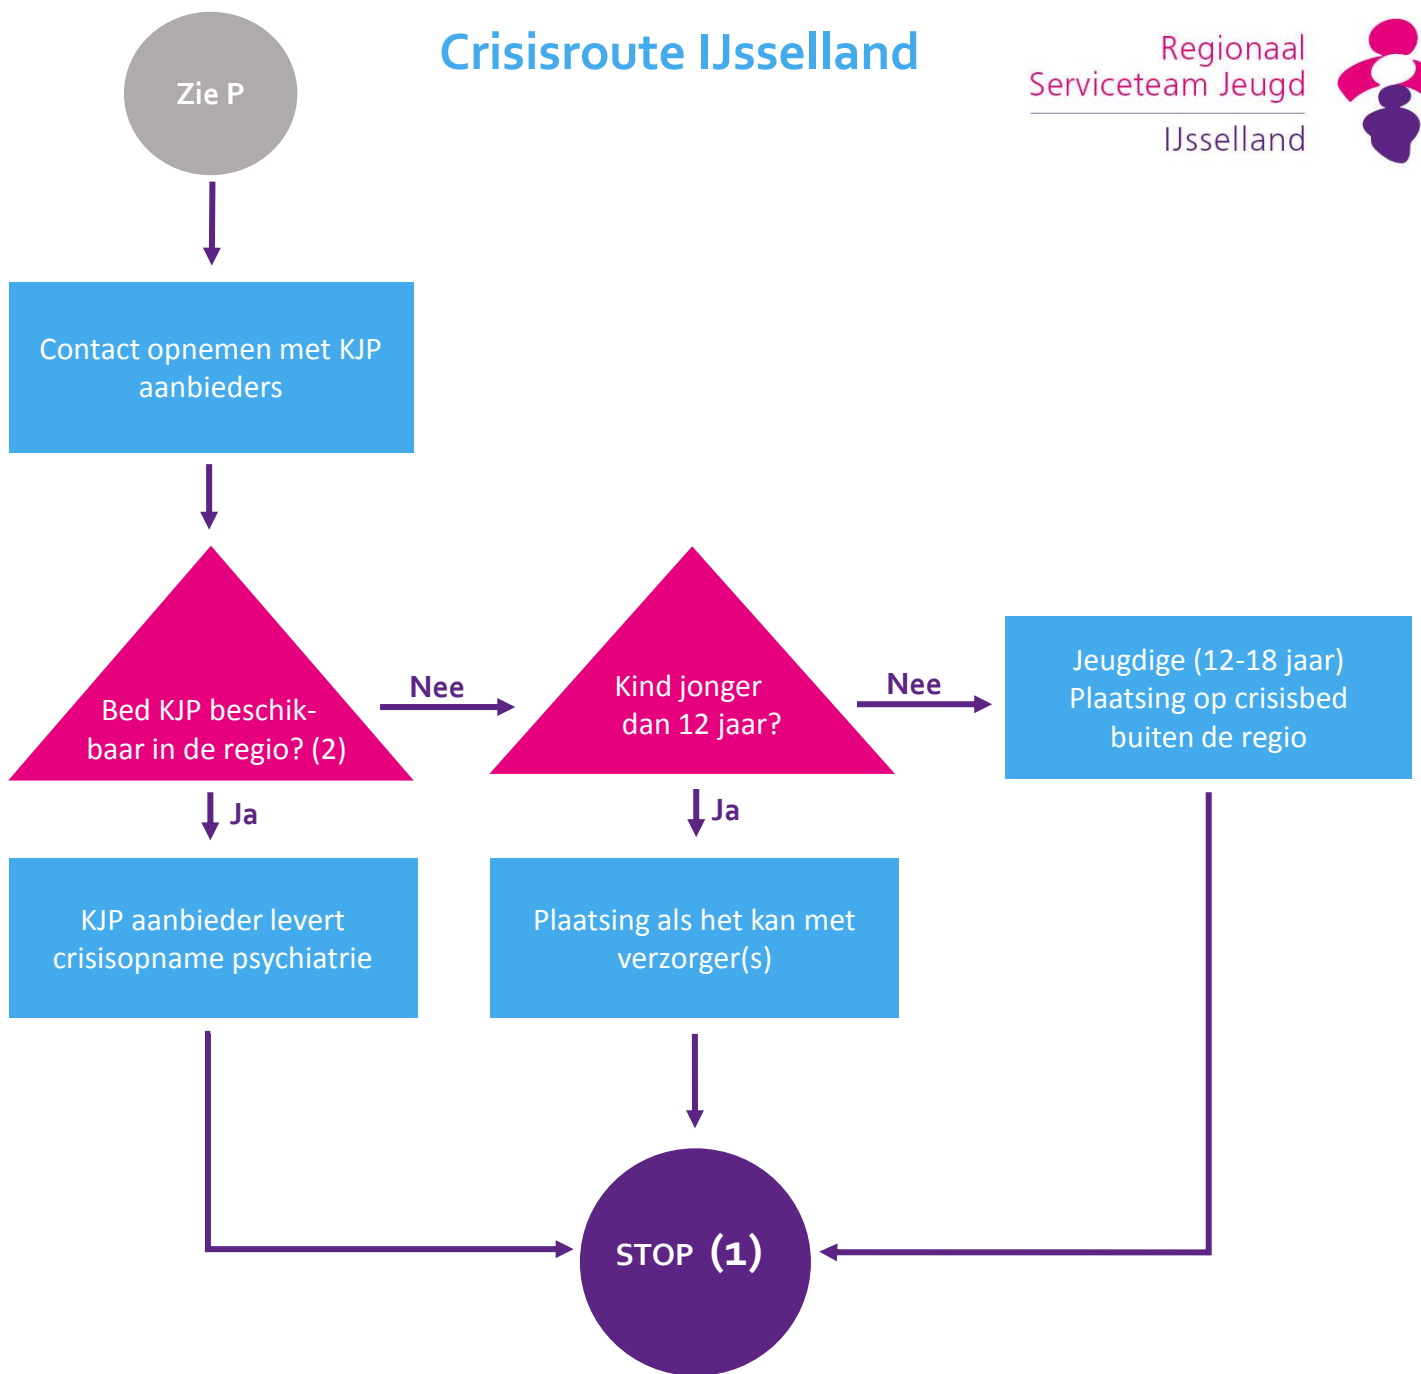 Crisisroute IJsselland
Regionaal
Serviceteam Jeugd
IJsselland
Zie P
Contact opnemen met KJP
aanbieders
Bed KJP beschik-
baar in de regio? (2)
Nee
Kind jonger
dan 12 jaar?
Nee
Jeugdige (12-18 jaar)
Plaatsing op crisisbed
buiten de regio
Ja
Ja
KJP aanbieder levert
crisisopname psychiatrie
Plaatsing als het kan met
verzorger(s)
STOP (1)